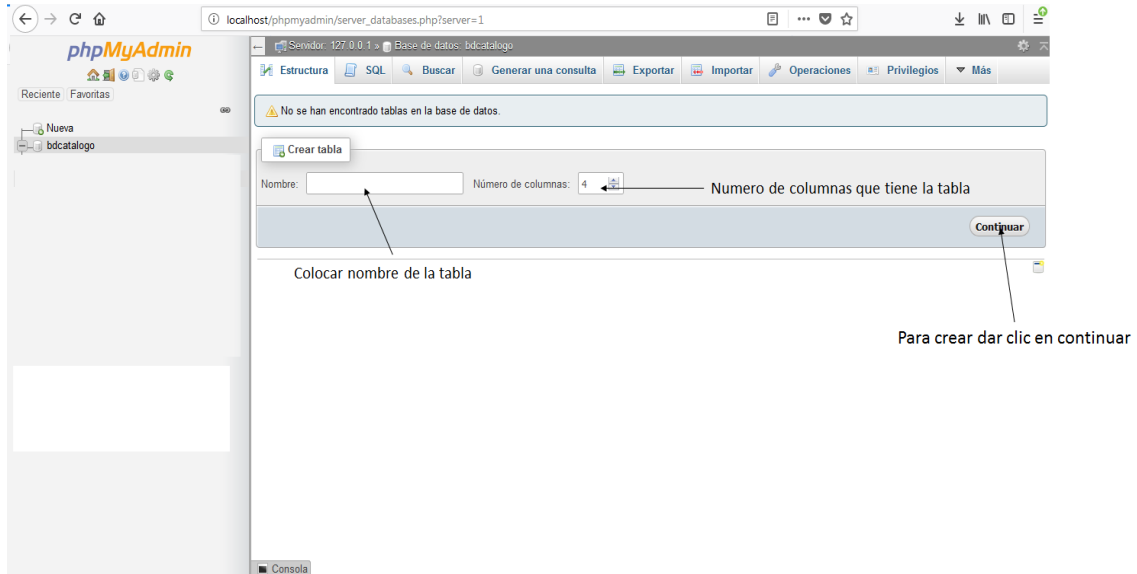 localhost/phpmyadmin/server_databases.php?server=1
phpMyAdmin
Reciente Favoritas
Nueva
bdcatalogo
Servidor: 127.0.0.1 » Base de datos: bdcatalogo
Estructura SQL Buscar Generar una consulta Exportar Importar Operaciones Privilegios Más
No se han encontrado tablas en la base de datos.
Crear tabla
Nombre: Número de columnas: 4
Numero de columnas que tiene la tabla
Continuar
Colocar nombre de la tabla
Para crear dar clic en continuar
Consola